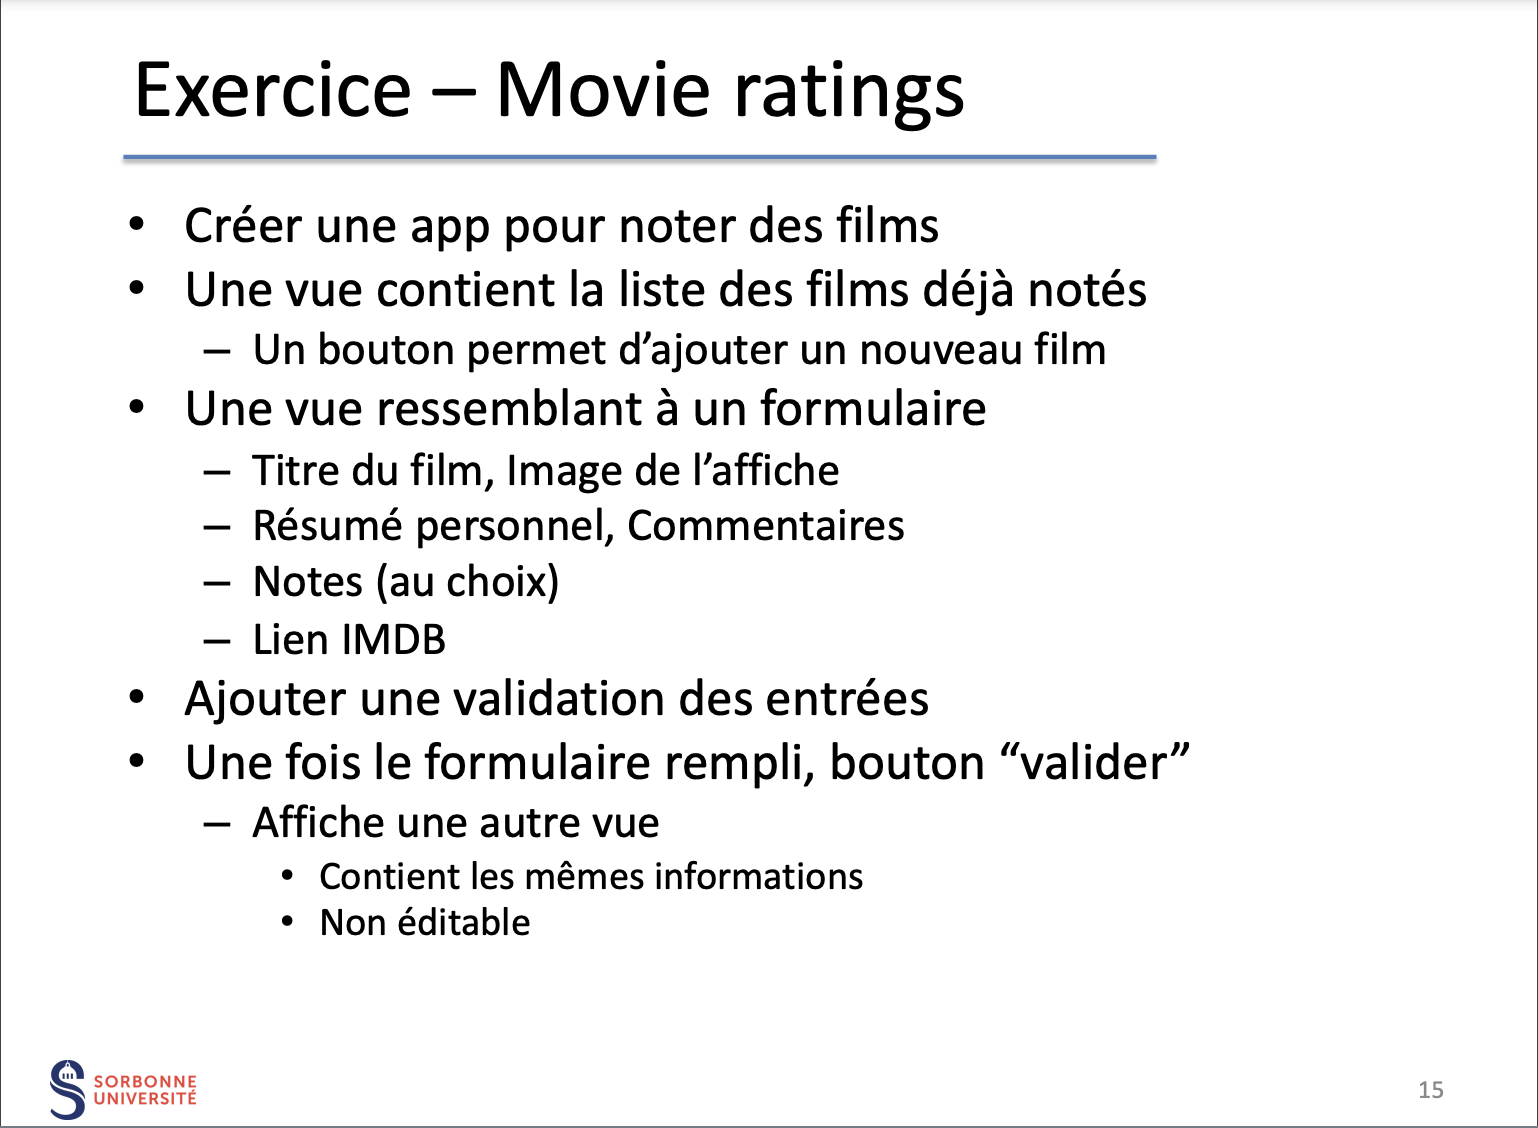 Exercice – Movie ratings
• Créer une app pour noter des films
• Une vue contient la liste des films déjà notés
– Un bouton permet d’ajouter un nouveau film
• Une vue ressemblant à un formulaire
– Titre du film, Image de l’affiche
– Résumé personnel, Commentaires
– Notes (au choix)
– Lien IMDB
• Ajouter une validation des entrées
• Une fois le formulaire rempli, bouton “valider”
– Affiche une autre vue
• Contient les mêmes informations
• Non éditable
SORBONNE
UNIVERSITÉ
15